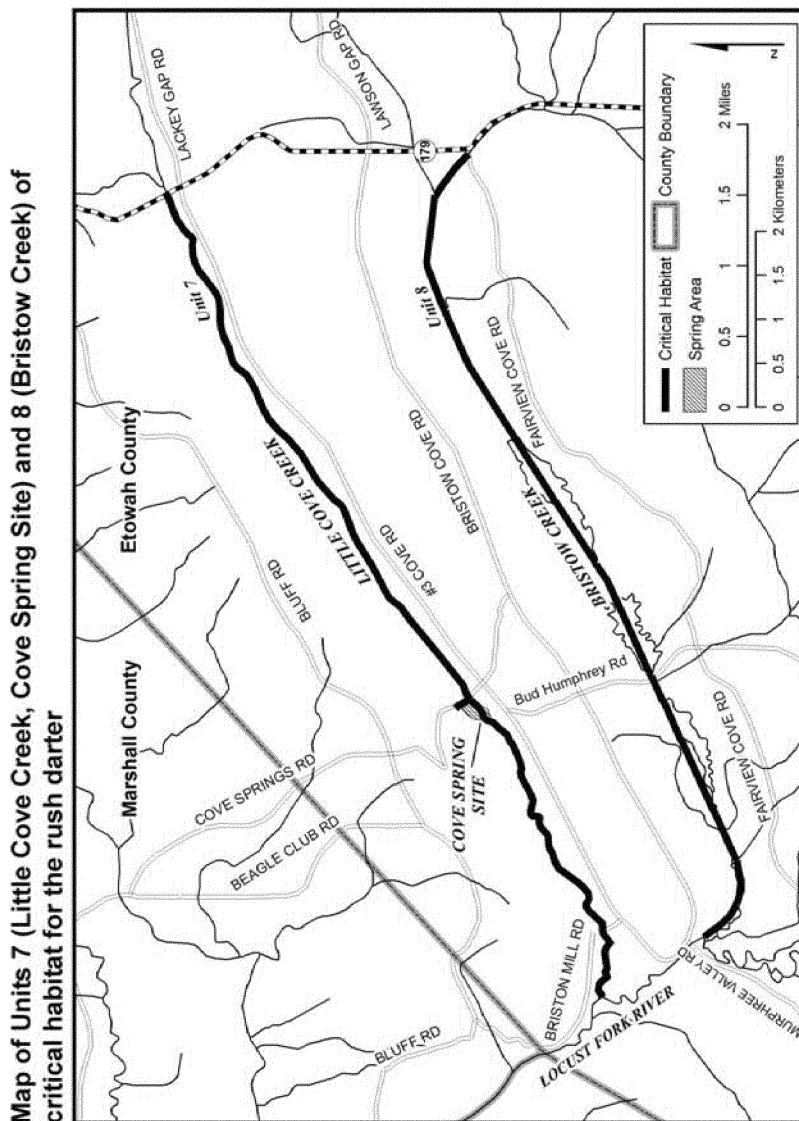 Map of Units 7 (Little Cove Creek, Cove Spring Site) and 8 (Bristow Creek) of
critical habitat for the rush darter
Marshall County
Etowah County
LACKEY GAP RD
LAWSON GAP RD
179
Unit 7
BLUFF RD
LITTLE COVE CREEK
#3 COVE RD
BRISTOW COVE RD
Unit 8
FAIRVIEW COVE RD
BRISTOW CREEK
COVE SPRINGS RD
BEAGLE CLUB RD
COVE SPRING
SITE
Bud Humphrey Rd
FAIRVIEW COVE RD
BLUFF RD
BRISTON MILL RD
LOCUST FORK RIVER
MURPHREE VALLEY RD
Critical Habitat
County Boundary
Spring Area
0 0.5 1 1.5 2 Miles
0 0.5 1 1.5 2 Kilometers
N